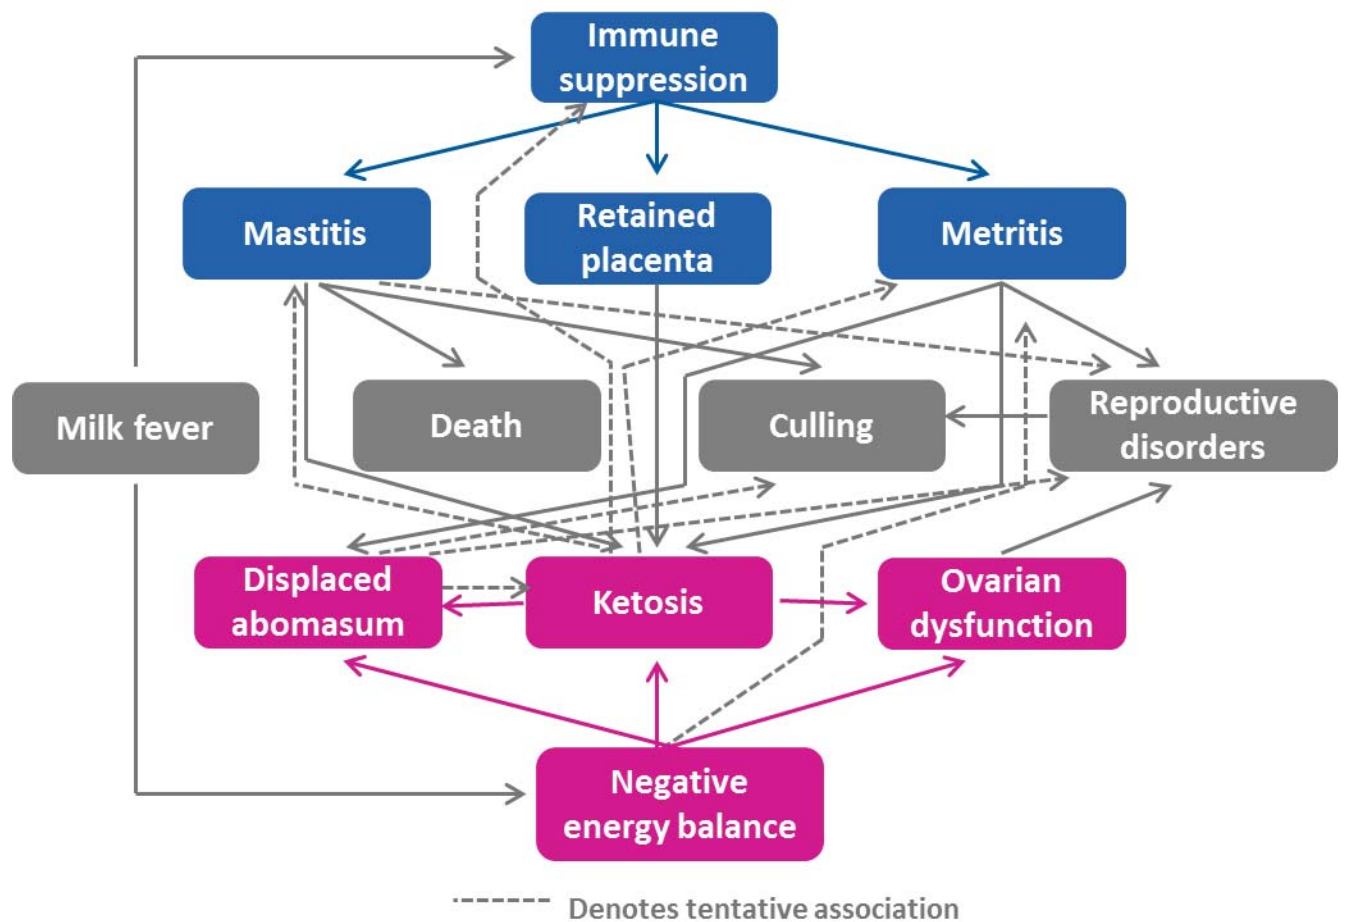 Immune
suppression
Mastitis
Retained
placenta
Metritis
Milk fever
Death
Culling
Reproductive
disorders
Displaced
abomasum
Ketosis
Ovarian
dysfunction
Negative
energy balance
Denotes tentative association